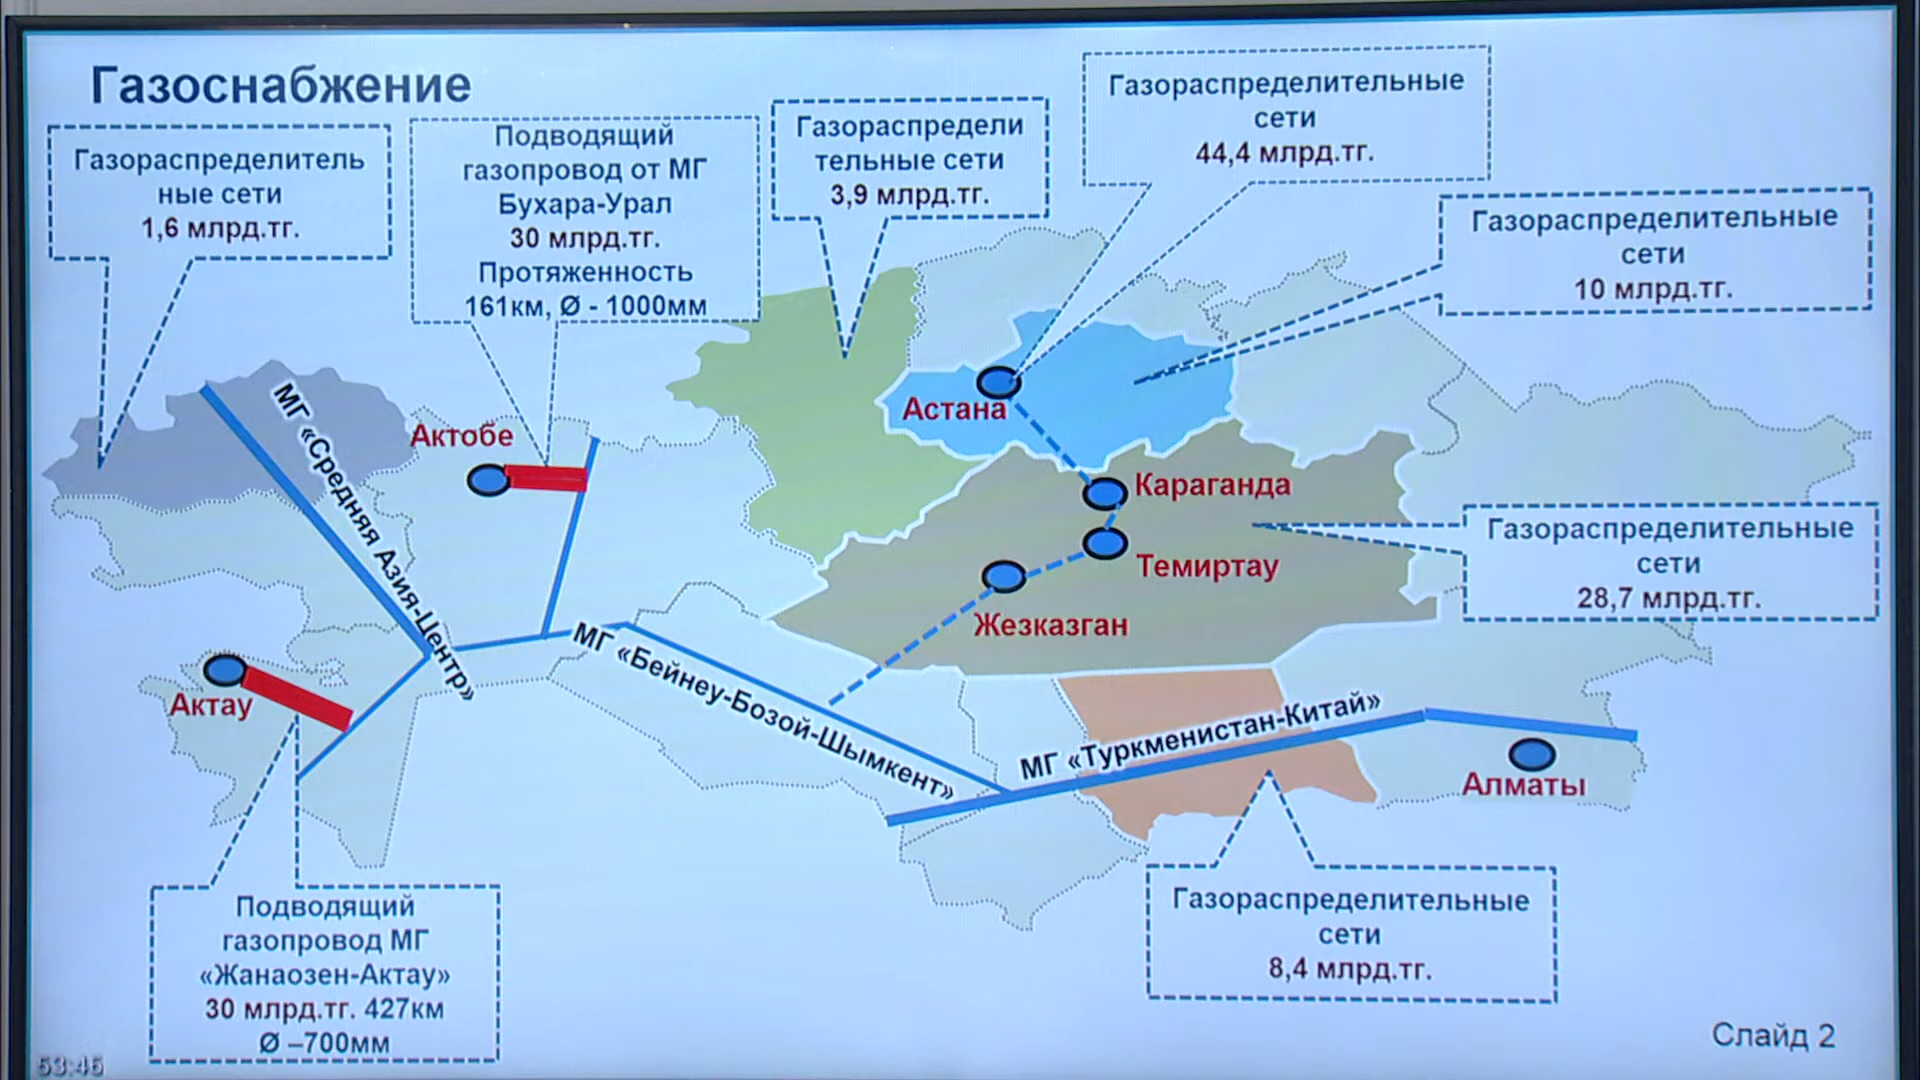 Газоснабжение
Газораспределитель
ные сети
1,6 млрд.тг.
Подводящий
газопровод от МГ
Бухара-Урал
30 млрд.тг.
Протяженность
161км, Ø - 1000мм
Газораспредели
тельные сети
3,9 млрд.тг.
Газораспределительные
сети
44,4 млрд.тг.
Газораспределительные
сети
10 млрд.тг.
МГ «Средняя Азия-Центр»
Актобе
Астана
Караганда
Темиртау
Жезказган
Газораспределительные
сети
28,7 млрд.тг.
Актау
МГ «Бейнеу-Бозой-Шымкент»
МГ «Туркменистан-Китай»
Алматы
Подводящий
газопровод МГ
«Жанаозен-Актау»
30 млрд.тг. 427км
Ø –700мм
Газораспределительные
сети
8,4 млрд.тг.
Слайд 2
53:46